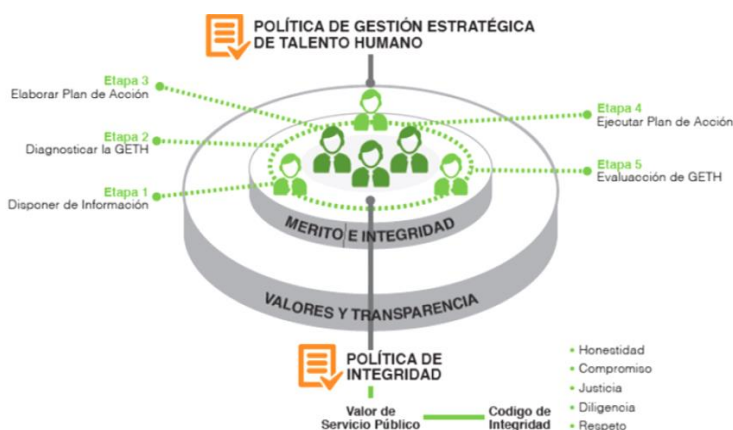 POLÍTICA DE GESTIÓN ESTRATÉGICA
DE TALENTO HUMANO
Etapa 3
Elaborar Plan de Acción
Etapa 4
Ejecutar Plan de Acción
Etapa 2
Diagnosticar la GETH
Etapa 5
Evaluacción de GETH
Etapa 1
Disponer de Información
MERITO E INTEGRIDAD
VALORES Y TRANSPARENCIA
POLÍTICA DE
INTEGRIDAD
Valor de
Servicio Público
Codigo de
Integridad
• Honestidad
• Compromiso
• Justicia
• Diligencia
• Respeto